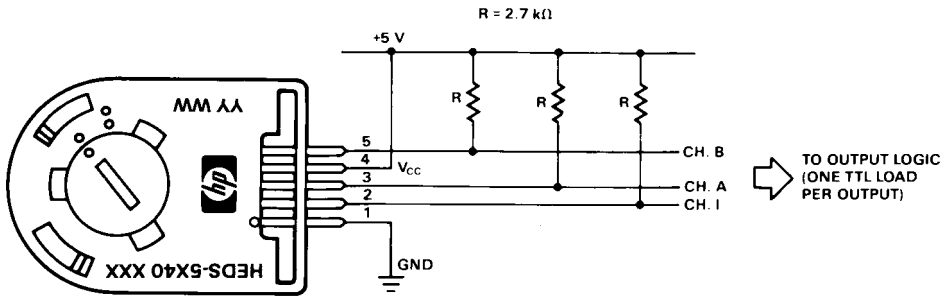 R = 2.7 kΩ
+5 V
R
R
R
YY WW
hp
HEDS-5X40 XXX
5
4
VCC
3
2
1
CH. B
CH. A
CH. I
GND
TO OUTPUT LOGIC
(ONE TTL LOAD
PER OUTPUT)